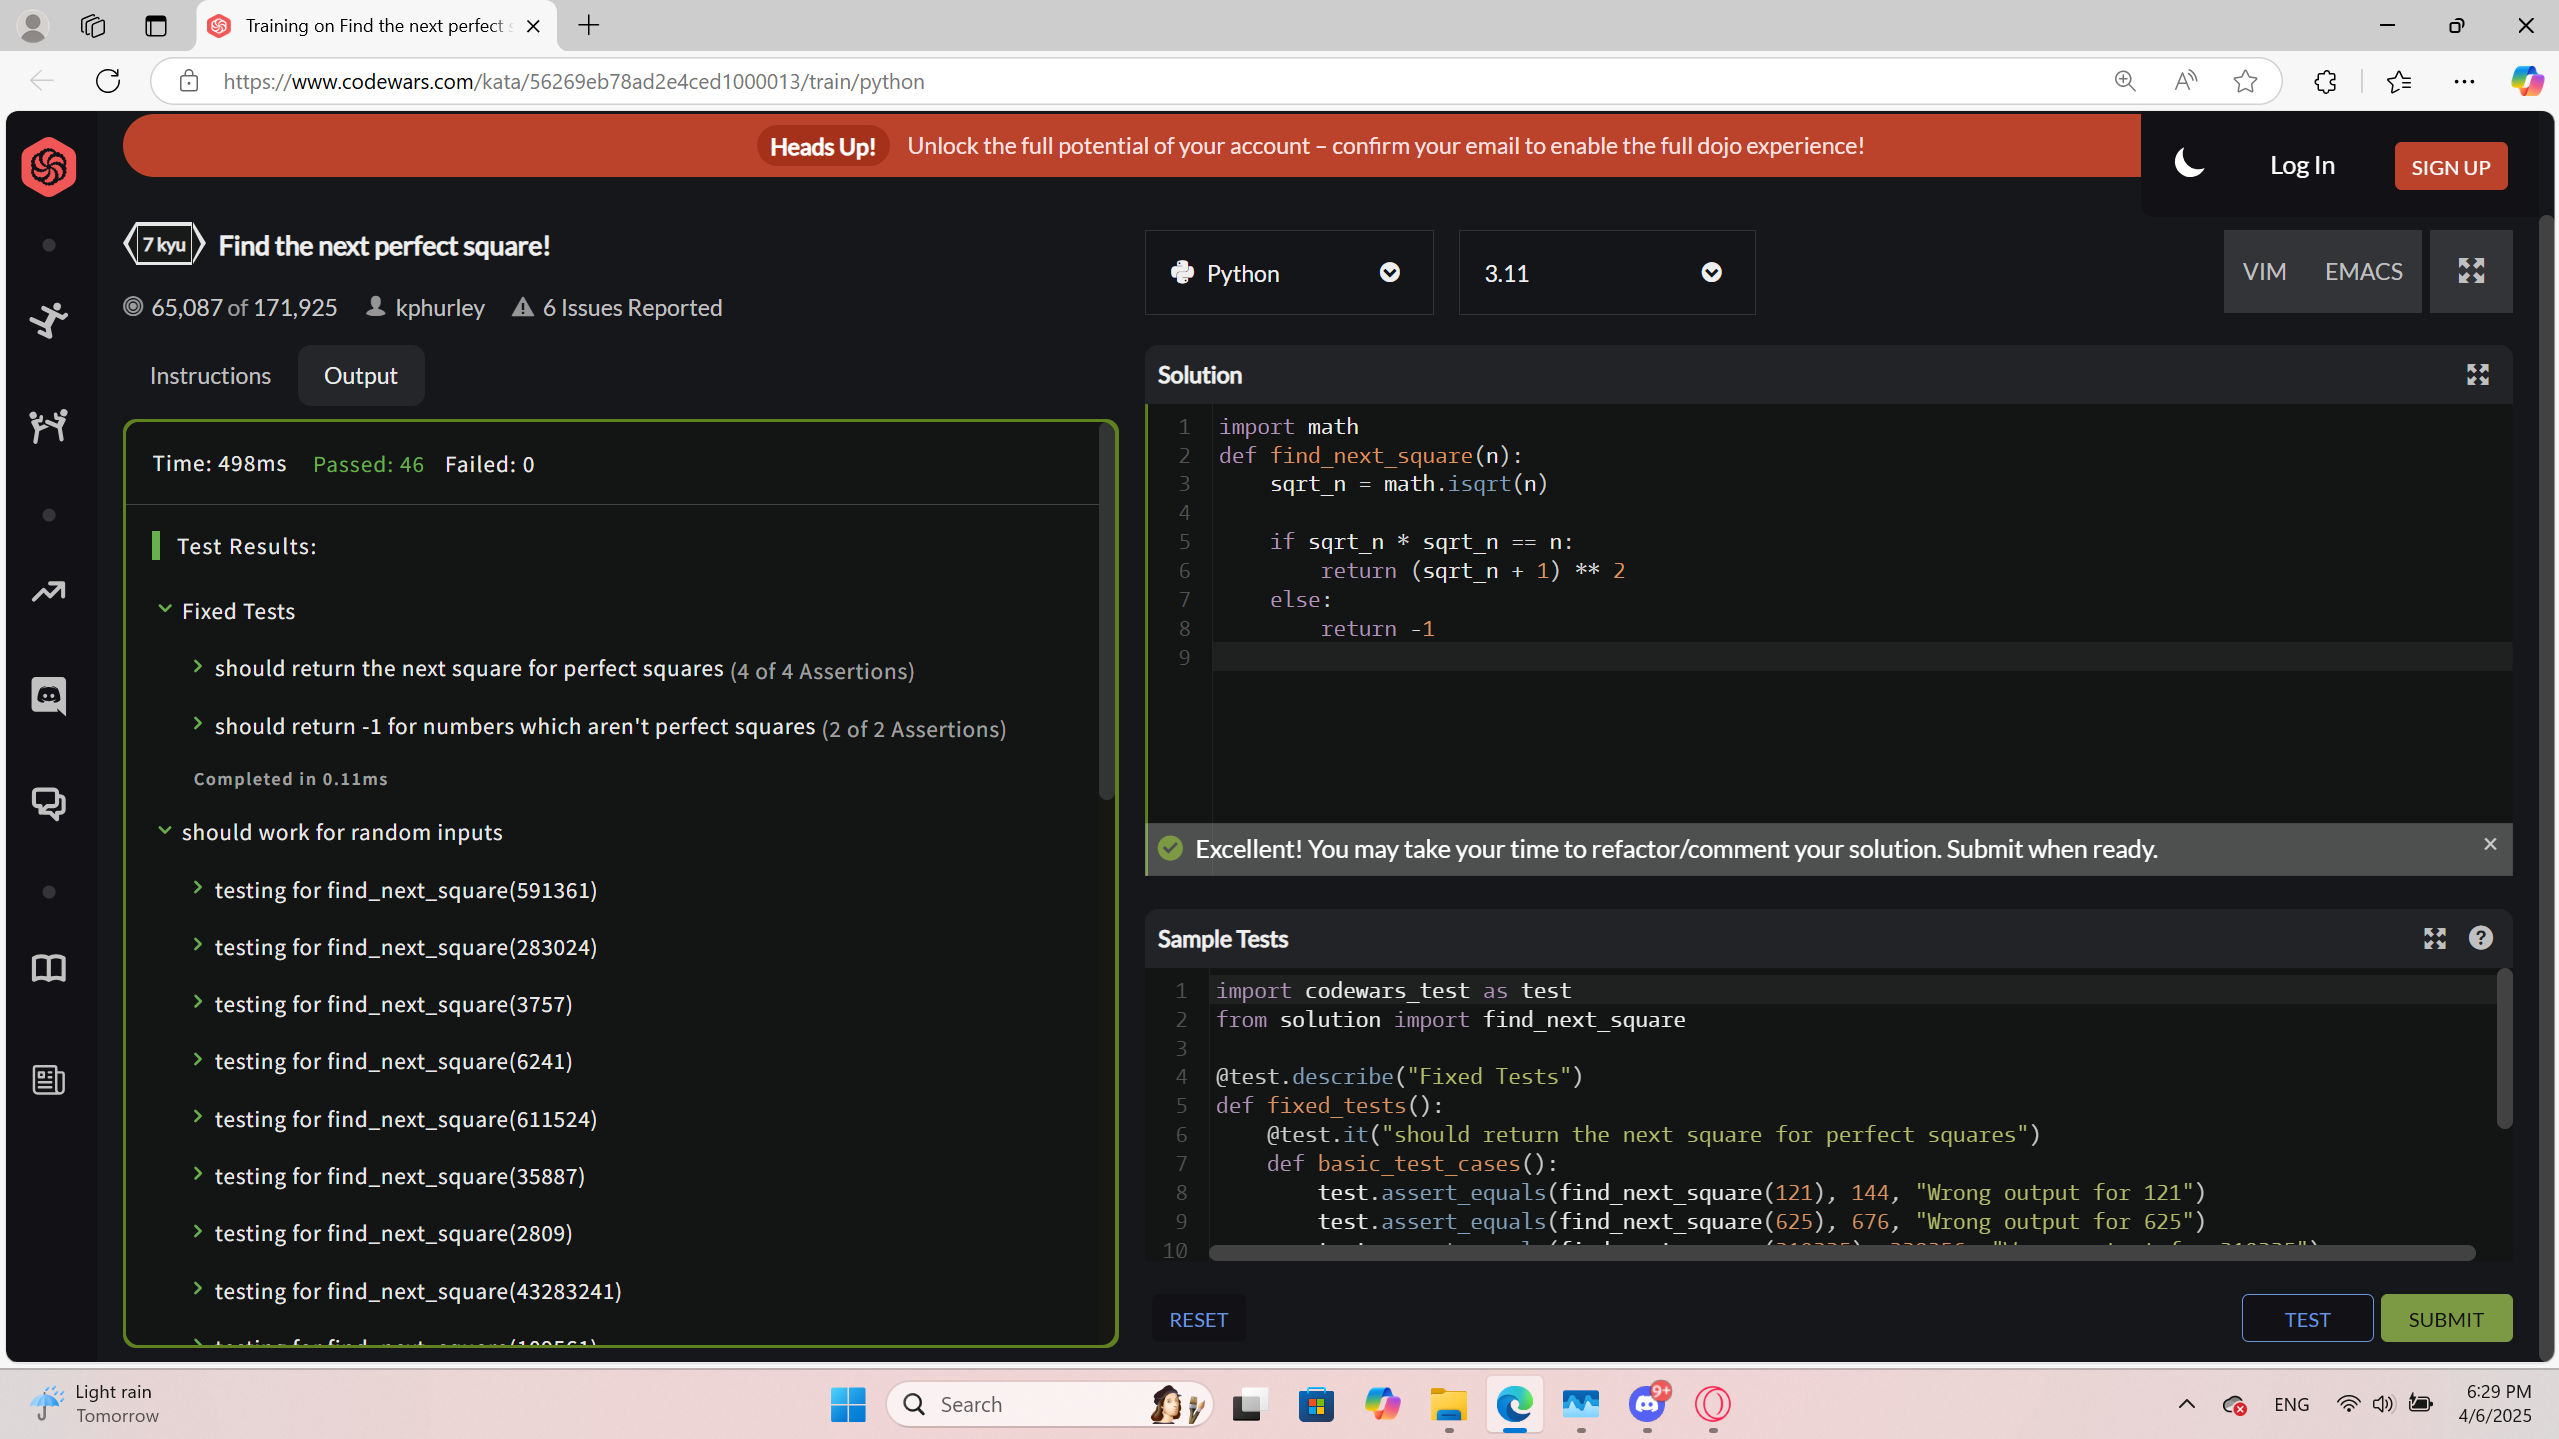 Training on Find the next perfect s
https://www.codewars.com/kata/56269eb78ad2e4ced1000013/train/python
Heads Up! Unlock the full potential of your account – confirm your email to enable the full dojo experience!
Log In
SIGN UP
7 kyu
Find the next perfect square!
65,087 of 171,925
kphurley
6 Issues Reported
Python
3.11
VIM
EMACS
Instructions
Output
Time: 498ms Passed: 46 Failed: 0
Test Results:
Fixed Tests
should return the next square for perfect squares (4 of 4 Assertions)
should return -1 for numbers which aren't perfect squares (2 of 2 Assertions)
Completed in 0.11ms
should work for random inputs
testing for find_next_square(591361)
testing for find_next_square(283024)
testing for find_next_square(3757)
testing for find_next_square(6241)
testing for find_next_square(611524)
testing for find_next_square(35887)
testing for find_next_square(2809)
testing for find_next_square(43283241)
Solution
1 import math
2 def find_next_square(n):
3 sqrt_n = math.isqrt(n)
4
5 if sqrt_n * sqrt_n == n:
6 return (sqrt_n + 1) ** 2
7 else:
8 return -1
9
Excellent! You may take your time to refactor/comment your solution. Submit when ready.
Sample Tests
1 import codewars_test as test
2 from solution import find_next_square
3
4 @test.describe("Fixed Tests")
5 def fixed_tests():
6 @test.it("should return the next square for perfect squares")
7 def basic_test_cases():
8 test.assert_equals(find_next_square(121), 144, "Wrong output for 121")
9 test.assert_equals(find_next_square(625), 676, "Wrong output for 625")
10
RESET
TEST
SUBMIT
Light rain
Tomorrow
Search
9+
ENG
6:29 PM
4/6/2025